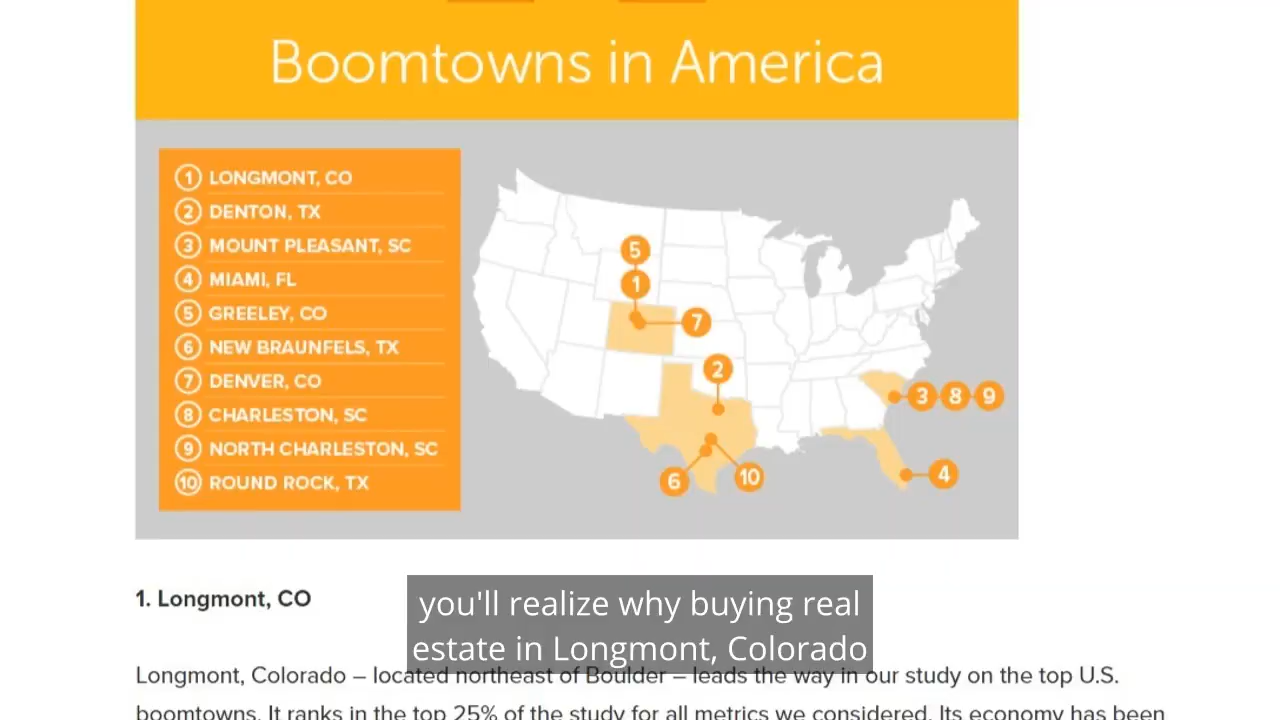 Boomtowns in America
1 LONGMONT, CO
2 DENTON, TX
3 MOUNT PLEASANT, SC
4 MIAMI, FL
5 GREELEY, CO
6 NEW BRAUNFELS, TX
7 DENVER, CO
8 CHARLESTON, SC
9 NORTH CHARLESTON, SC
10 ROUND ROCK, TX
5
1
7
2
3 8 9
6
10
4
1. Longmont, CO
you'll realize why buying real
estate in Longmont, Colorado
Longmont, Colorado – located northeast of Boulder – leads the way in our study on the top U.S.
boomtowns. It ranks in the top 25% of the study for all metrics we considered. Its economy has been